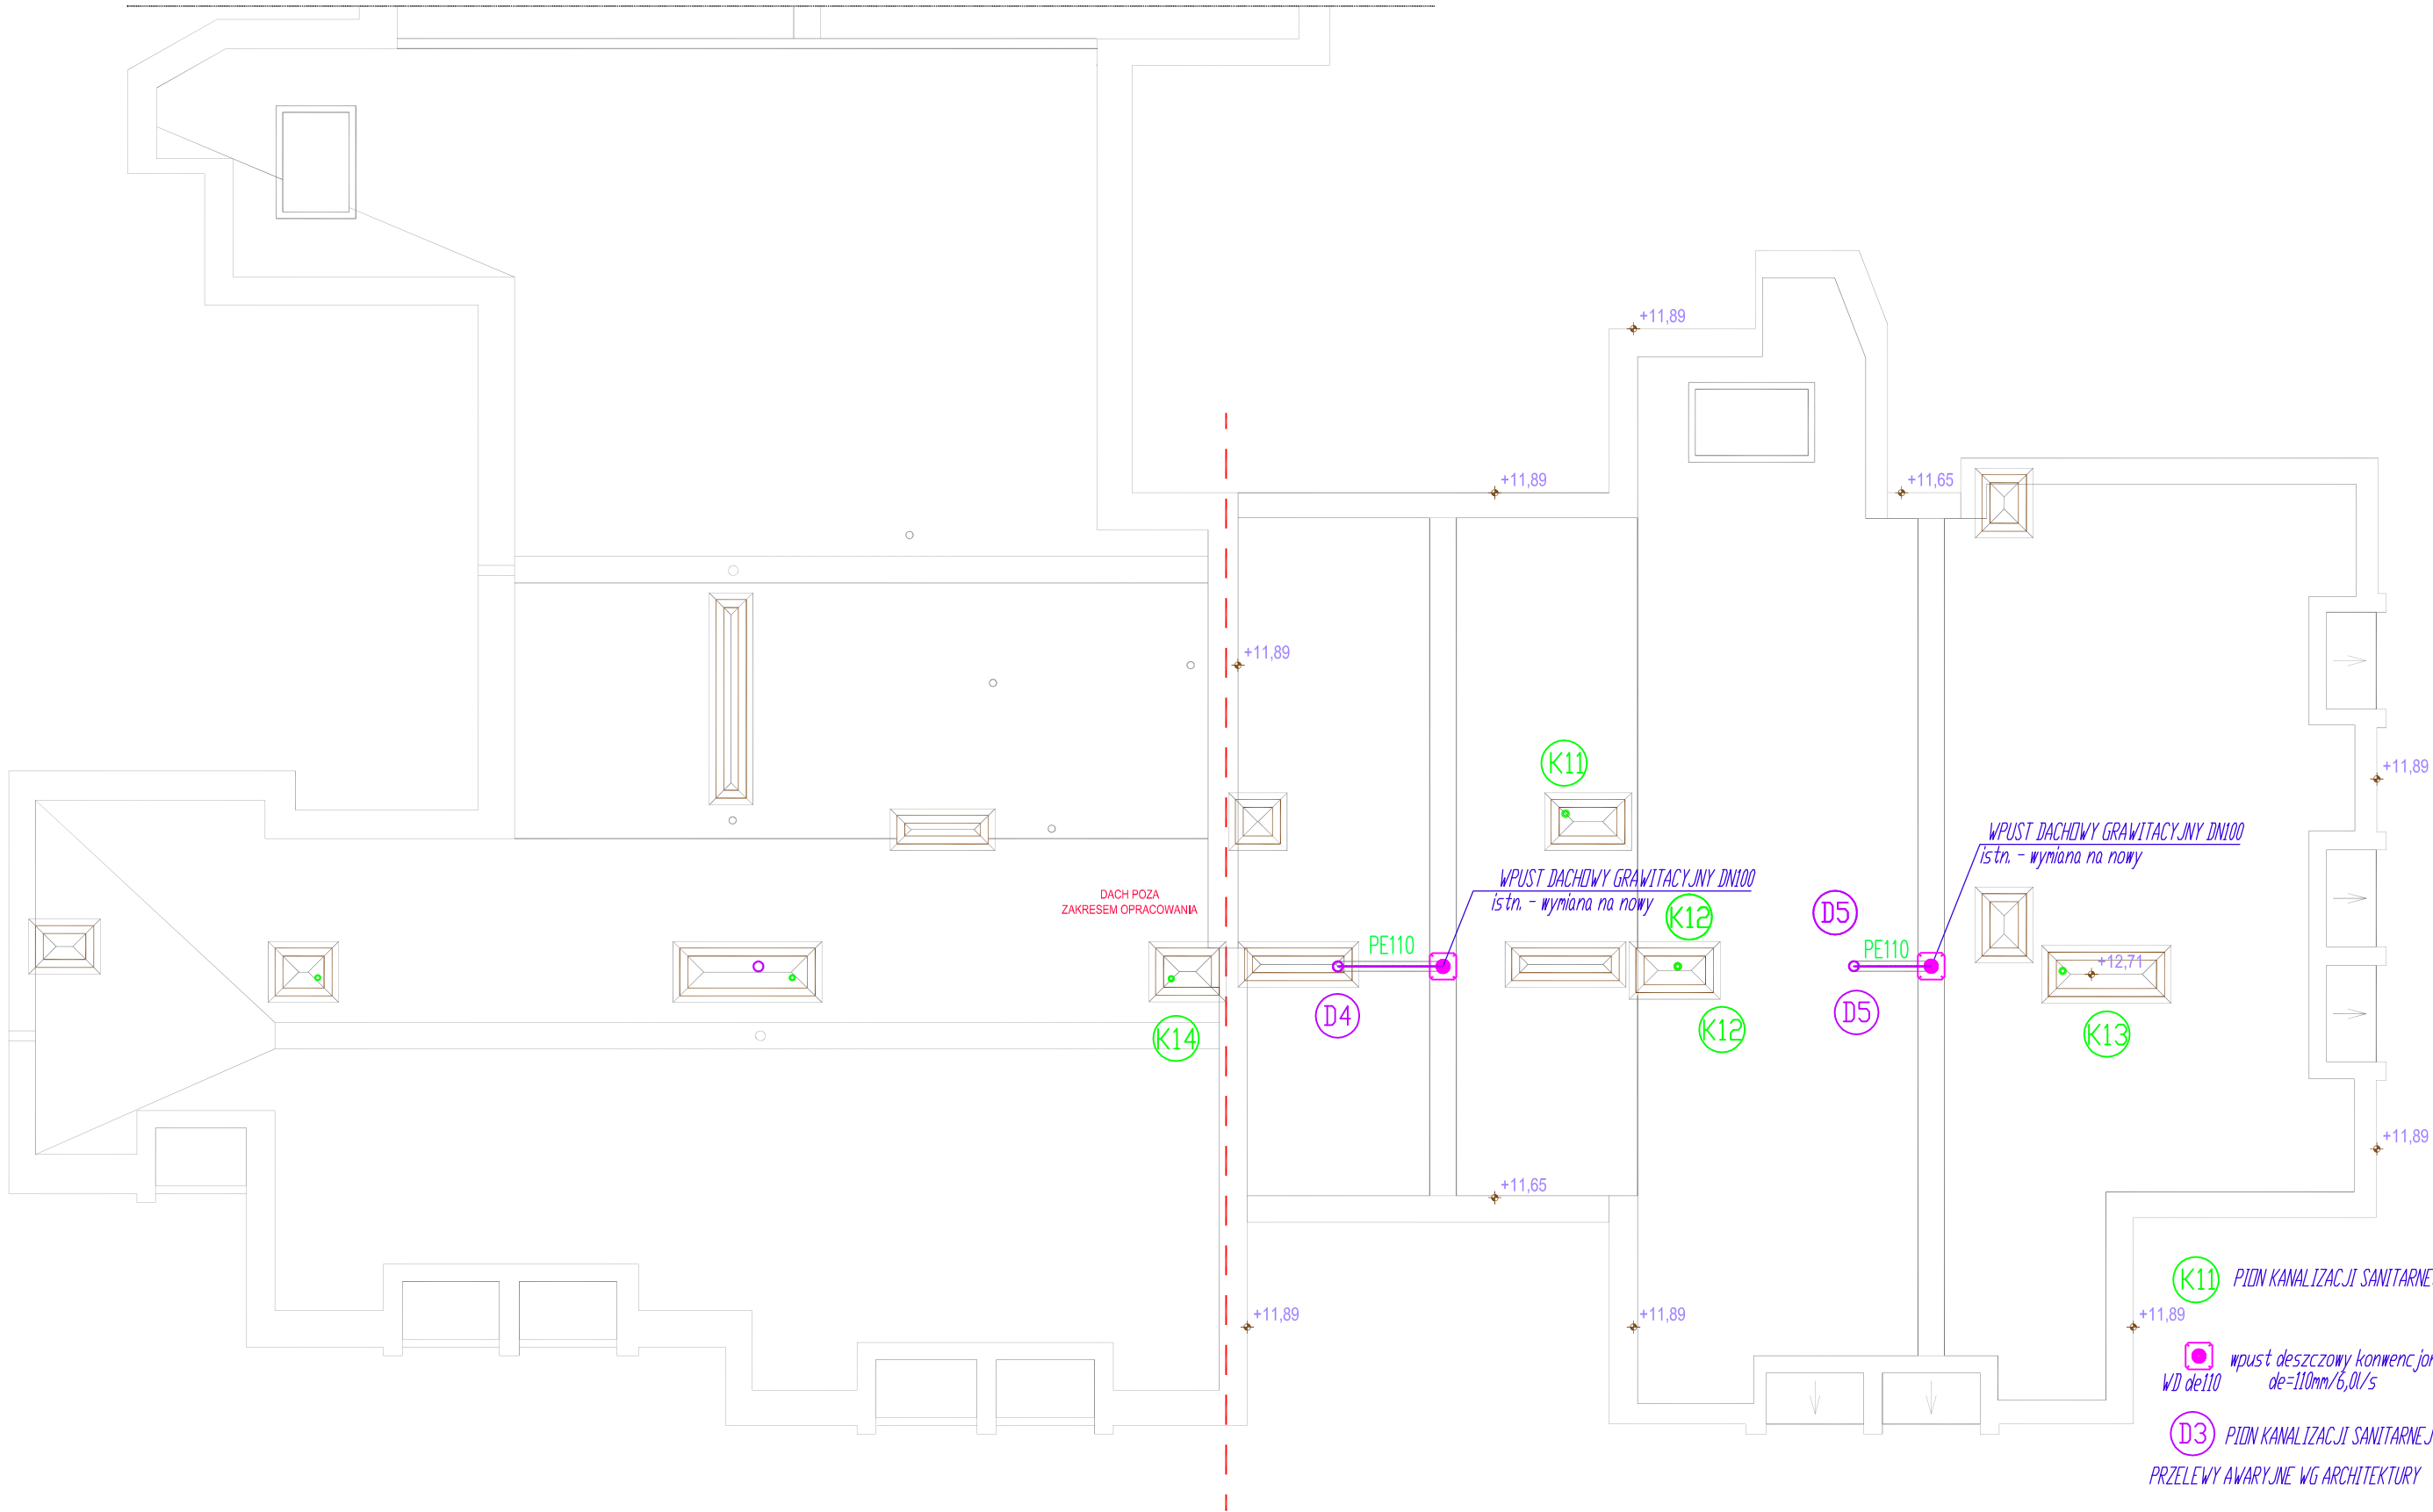 +11,89
+11,89
+11,65
+11,89
K11
+11,89
WPUST DACHOWY GRAWITACYJNY DN100
istn. - wymiana na nowy
WPUST DACHOWY GRAWITACYJNY DN100
istn. - wymiana na nowy
DACH POZA
ZAKRESEM OPRACOWANIA
K12
D5
PE110
PE110
+12,71
D4
D5
K12
K14
K13
+11,89
+11,65
+11,89
+11,89
+11,89
K11 PION KANALIZACJI SANITARNE
wpust deszczowy konwencjon
WD de110 de=110mm/6,0l/s
D3 PION KANALIZACJI SANITARNEJ
PRZELEWY AWARYJNE WG ARCHITEKTURY